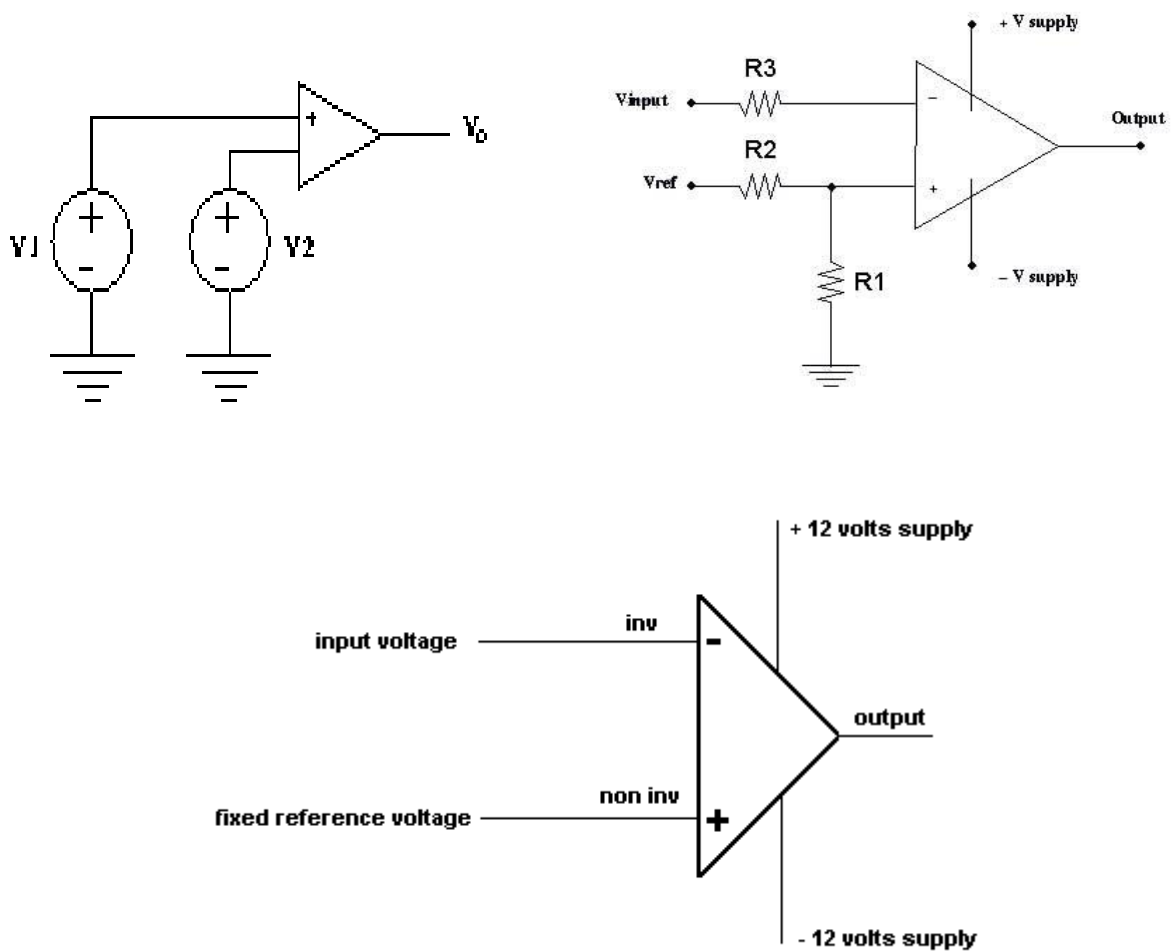 +
V₀
V1
+
-
+
-
V2
+ V supply
R3
Vinput
−
Output
R2
Vref
+
R1
− V supply
+ 12 volts supply
inv
input voltage
-
output
non inv
fixed reference voltage
+
- 12 volts supply